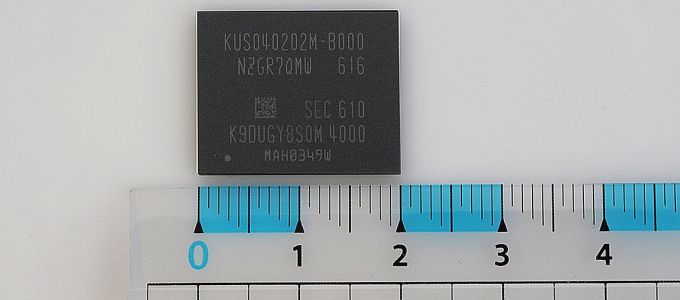 KUS040202M-B000
NZGR7QMW 616
SEC 610
K9DUGY8S0M 4000
MAH0349W
0 1 2 3 4